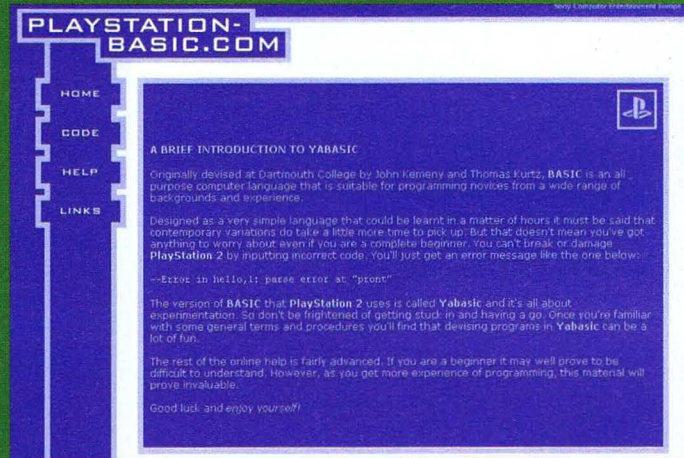 Sony Computer Entertainment Europe
PLAYSTATION-
BASIC.COM
HOME
CODE
HELP
LINKS
A BRIEF INTRODUCTION TO YABASIC
Originally devised at Dartmouth College by John Kemeny and Thomas Kurtz, BASIC is an all
purpose computer language that is suitable for programming novices from a wide range of
backgrounds and experience.
Designed as a very simple language that could be learnt in a matter of hours it must be said that
contemporary variations do take a little more time to pick up. But that doesn't mean you've got
anything to worry about even if you are a complete beginner. You can't break or damage
PlayStation 2 by inputting incorrect code. You'll just get an error message like the one below:
--Error in hello,1; parse error at "pront"
The version of BASIC that PlayStation 2 uses is called Yabasic and it's all about
experimentation. So don't be frightened of getting stuck in and having a go. Once you're familiar
with some general terms and procedures you'll find that devising programs in Yabasic can be a
lot of fun.
The rest of the online help is fairly advanced. If you are a beginner it may well prove to be
difficult to understand. However, as you get more experience of programming, this material will
prove invaluable.
Good luck and enjoy yourself!